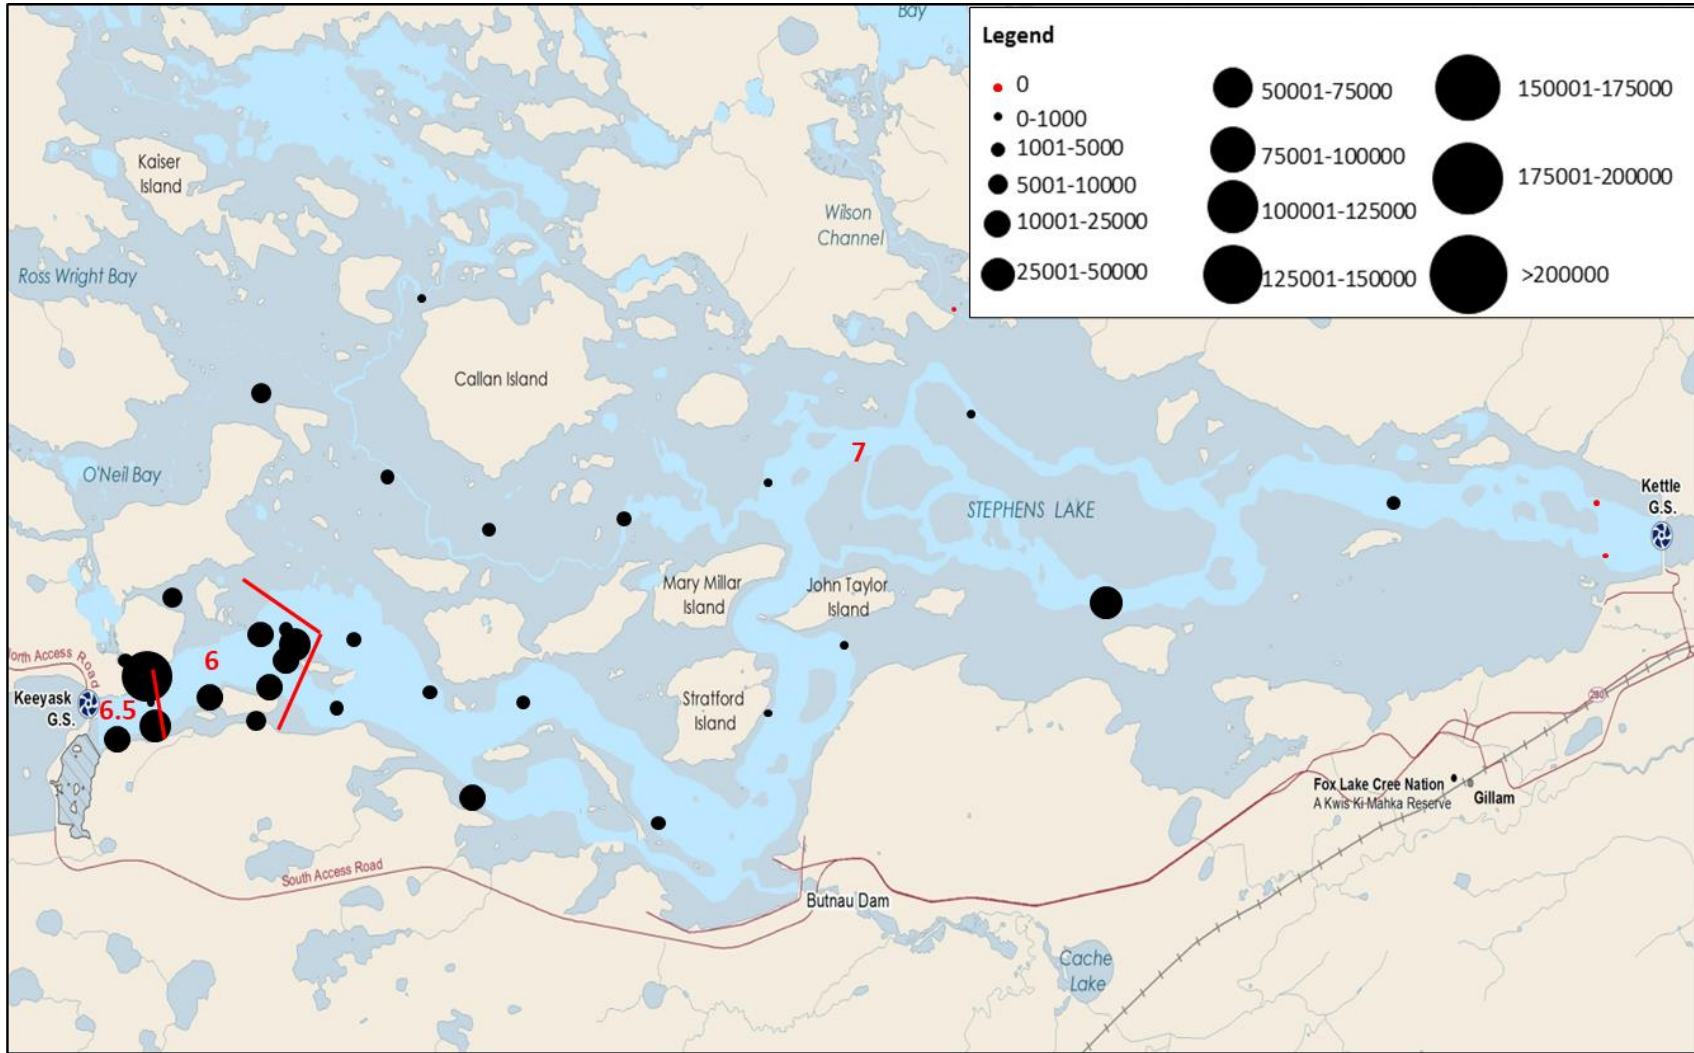 Bay
Legend
0
0-1000
1001-5000
5001-10000
10001-25000
25001-50000
50001-75000
75001-100000
100001-125000
125001-150000
150001-175000
175001-200000
>200000
Kaiser
Island
Wilson
Channel
Ross Wright Bay
Callan Island
7
O'Neil Bay
STEPHENS LAKE
Kettle
G.S.
Mary Millar
Island
John Taylor
Island
North Access Road
6
Keeyask
G.S.
6.5
Stratford
Island
280
Fox Lake Cree Nation
A Kwis Ki Mahka Reserve
Gillam
South Access Road
Butnau Dam
Cache
Lake